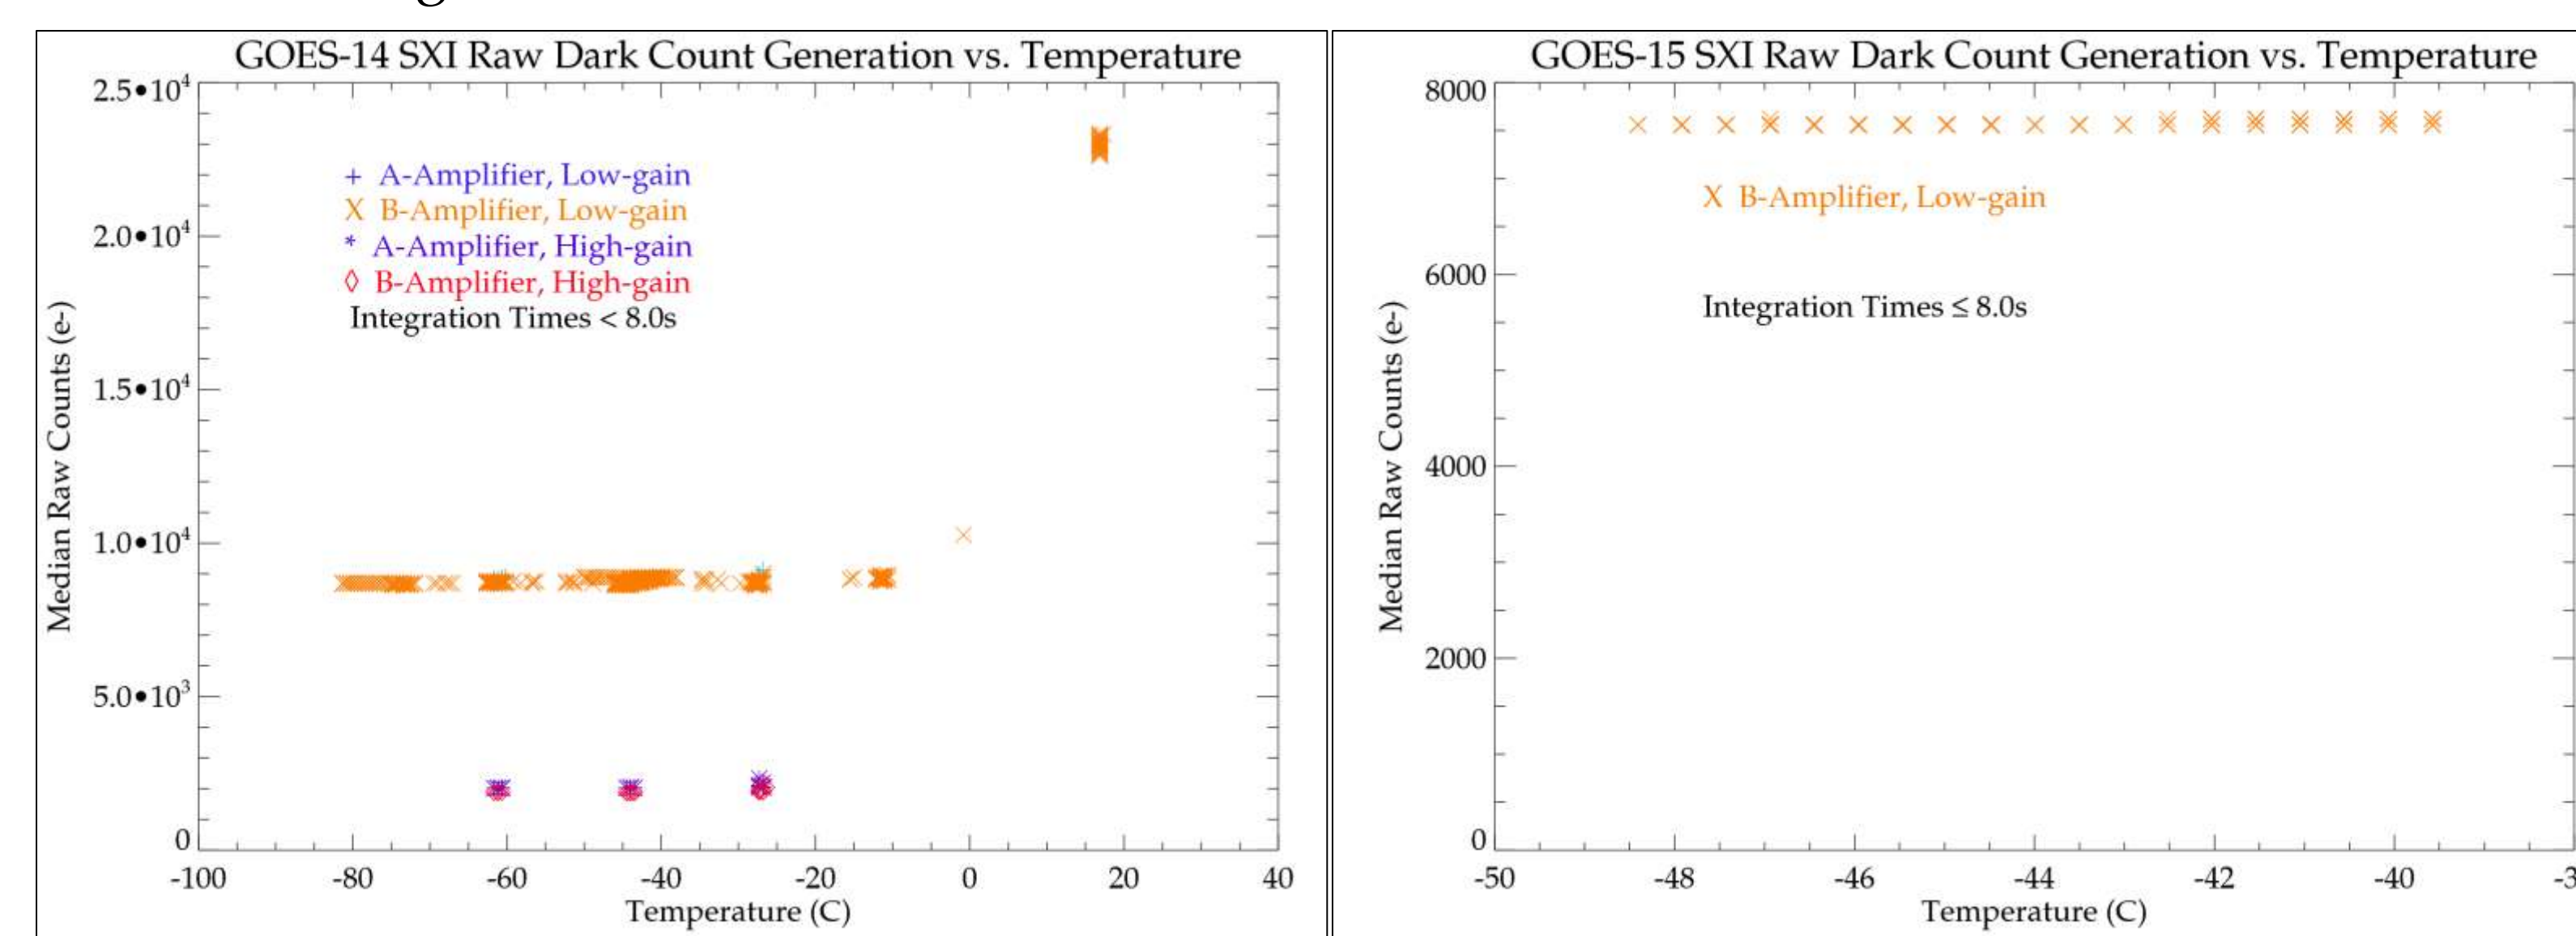 GOES-14 SXI Raw Dark Count Generation vs. Temperature
2.5•10⁴
2.0•10⁴
1.5•10⁴
1.0•10⁴
5.0•10³
0
Median Raw Counts (e-)
+ A-Amplifier, Low-gain
X B-Amplifier, Low-gain
* A-Amplifier, High-gain
◊ B-Amplifier, High-gain
Integration Times < 8.0s
-100 -80 -60 -40 -20 0 20 40
Temperature (C)
GOES-15 SXI Raw Dark Count Generation vs. Temperature
8000
6000
4000
2000
0
Median Raw Counts (e-)
X B-Amplifier, Low-gain
Integration Times ≤ 8.0s
-50 -48 -46 -44 -42 -40
Temperature (C)